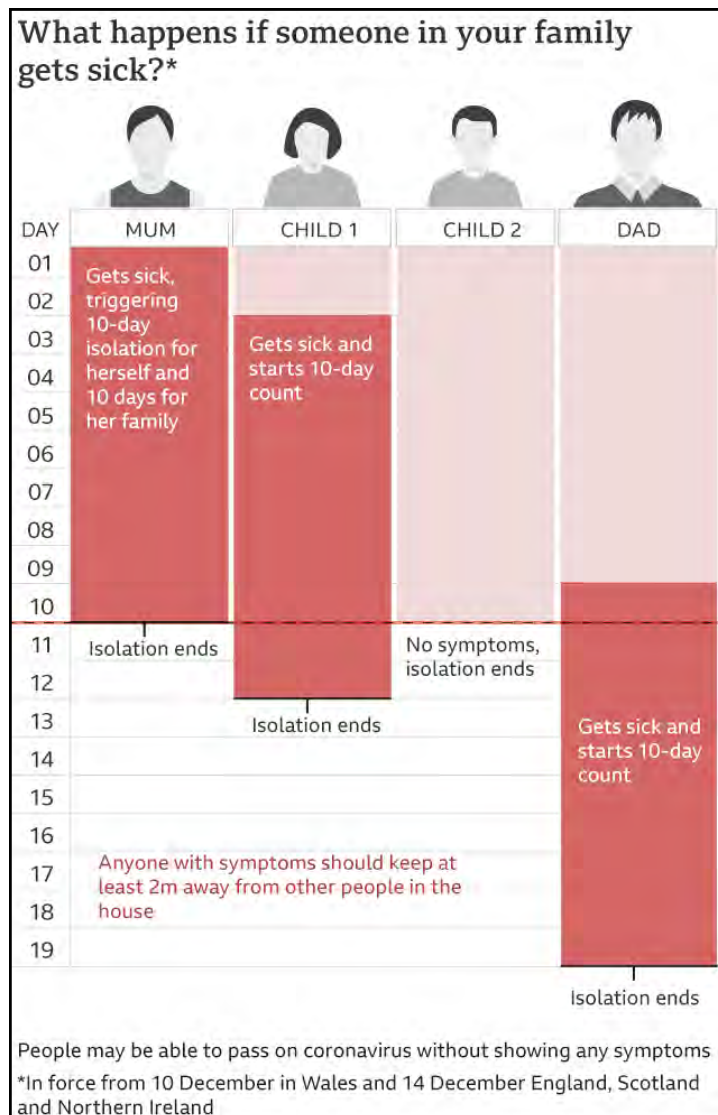 What happens if someone in your family
gets sick?*
DAY
MUM
CHILD 1
CHILD 2
DAD
01
02
03
04
05
06
07
08
09
10
11
12
13
14
15
16
17
18
19
Gets sick,
triggering
10-day
isolation for
herself and
10 days for
her family
Isolation ends
Gets sick and
starts 10-day
count
Isolation ends
No symptoms,
isolation ends
Gets sick and
starts 10-day
count
Isolation ends
Anyone with symptoms should keep at
least 2m away from other people in the
house
People may be able to pass on coronavirus without showing any symptoms
*In force from 10 December in Wales and 14 December England, Scotland
and Northern Ireland